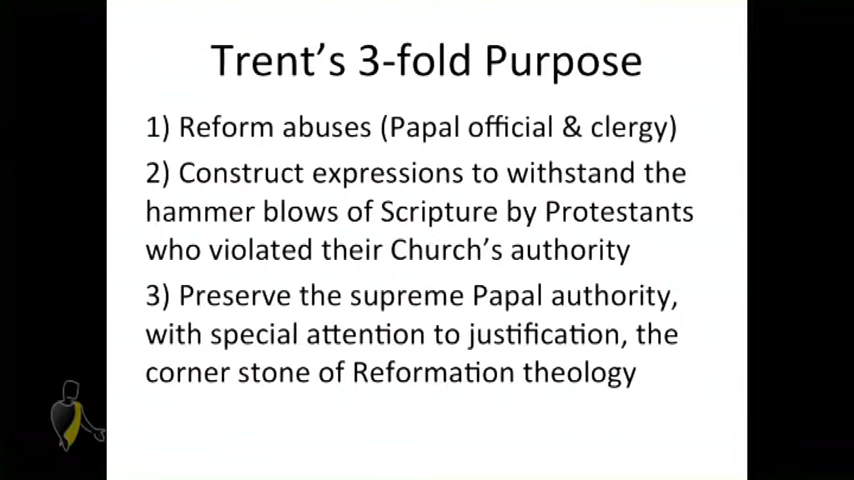 Trent’s 3-fold Purpose
1) Reform abuses (Papal official & clergy)
2) Construct expressions to withstand the
hammer blows of Scripture by Protestants
who violated their Church’s authority
3) Preserve the supreme Papal authority,
with special attention to justification, the
corner stone of Reformation theology